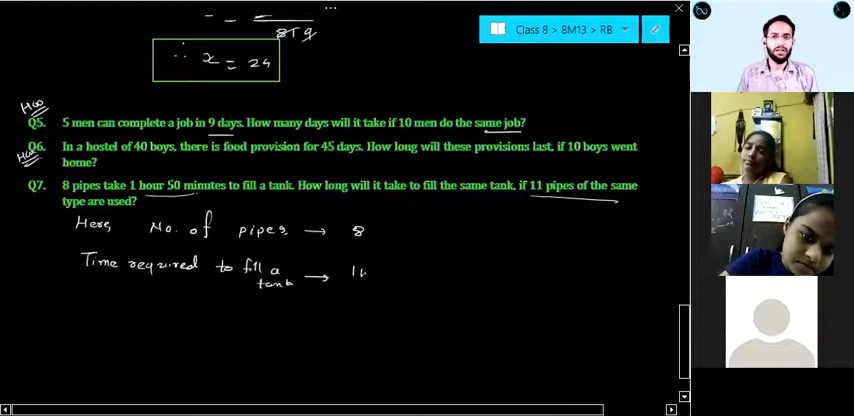 ...
Class 8 > 8M13 > RB
8 T 9
∴ x = 24
HW
Q5. 5 men can complete a job in 9 days. How many days will it take if 10 men do the same job?
Q6. In a hostel of 40 boys, there is food provision for 45 days. How long will these provisions last, if 10 boys went
HW
home?
Q7. 8 pipes take 1 hour 50 minutes to fill a tank. How long will it take to fill the same tank, if 11 pipes of the same
type are used?
Here, No. of pipes → 8
Time required to fill a
tank → 1h